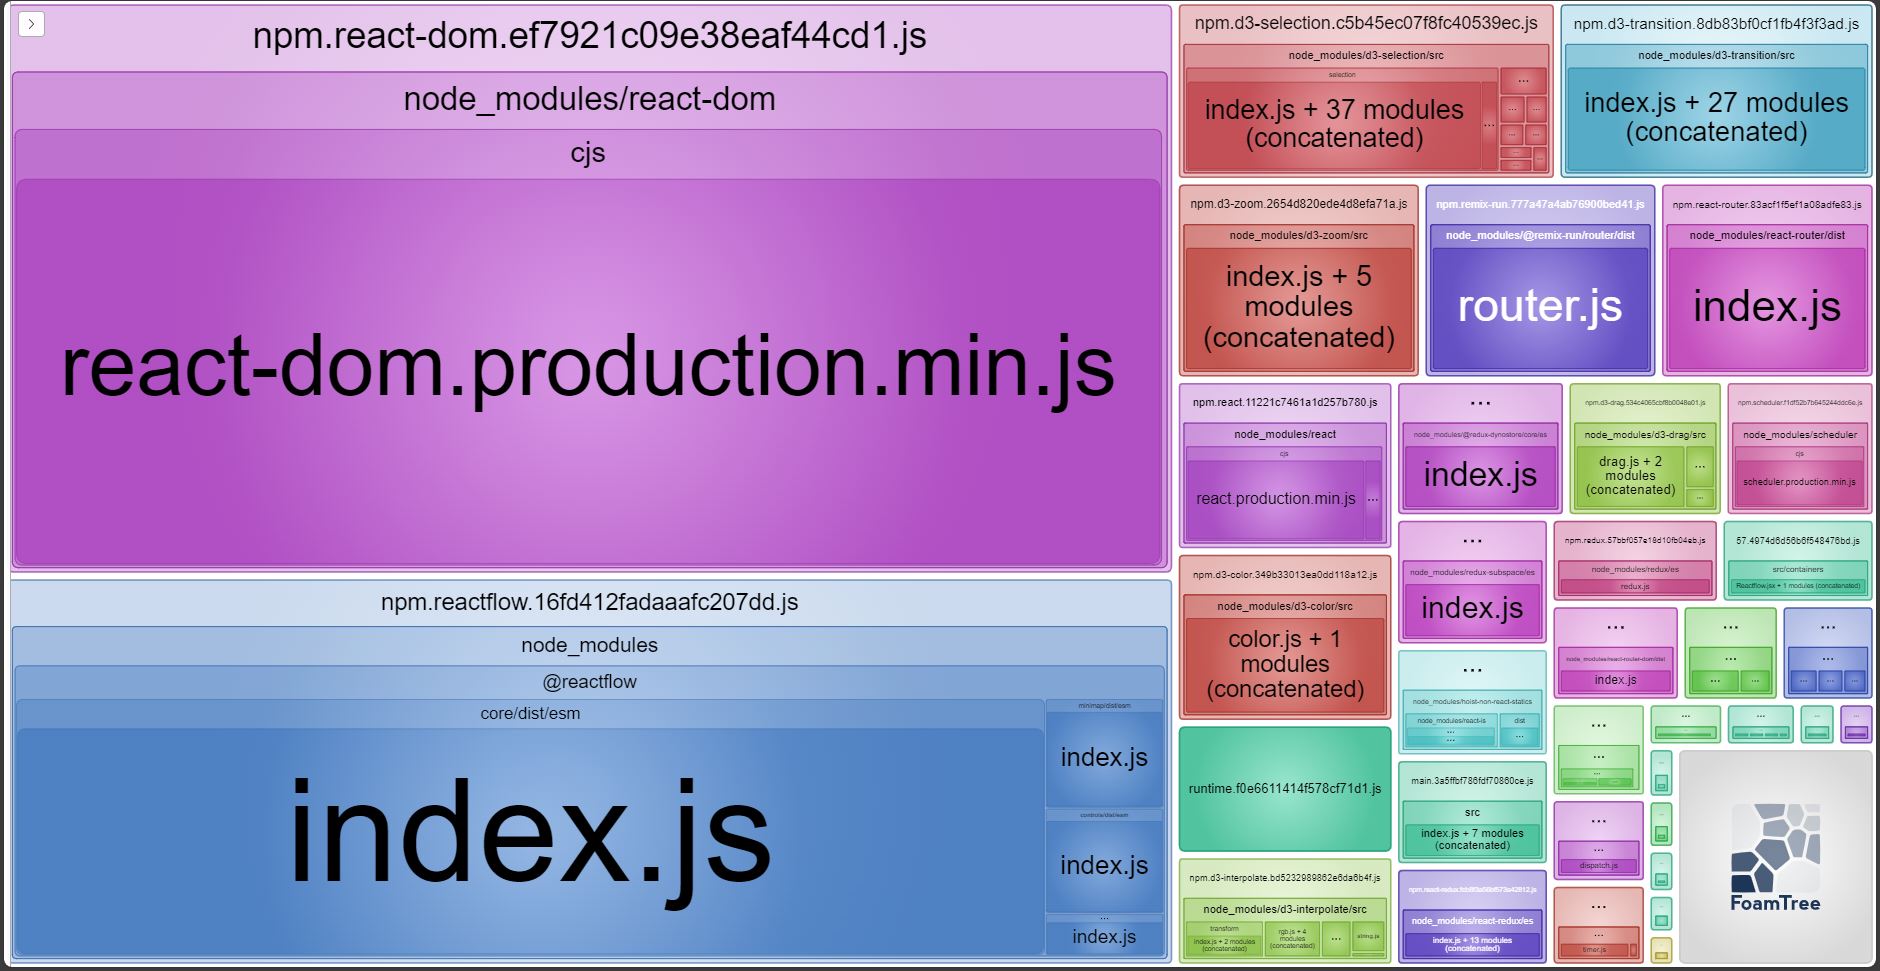 npm.react-dom.ef7921c09e38eaf44cd1.js
node_modules/react-dom
cjs
react-dom.production.min.js
npm.reactflow.16fd412fadaaafc207dd.js
node_modules
@reactflow
core/dist/esm
index.js
minimap/dist/esm
index.js
controls/dist/esm
index.js
...
index.js
npm.d3-selection.c5b45ec07f8fc40539ec.js
node_modules/d3-selection/src
selection
index.js + 37 modules
(concatenated)
...
...
npm.d3-transition.8db83bf0cf1fb4f3f3ad.js
node_modules/d3-transition/src
index.js + 27 modules
(concatenated)
npm.d3-zoom.2654d820ede4d8efa71a.js
node_modules/d3-zoom/src
index.js + 5
modules
(concatenated)
npm.remix-run.777a47a4ab76900bed41.js
node_modules/@remix-run/router/dist
router.js
npm.react-router.83acf1f5ef1a08adfe83.js
node_modules/react-router/dist
index.js
npm.react.11221c7461a1d257b780.js
node_modules/react
cjs
react.production.min.js
...
...
node_modules/@redux-dynostore/core/es
index.js
npm.d3-drag.534c4065cbf8b0048e01.js
node_modules/d3-drag/src
drag.js + 2
modules
(concatenated)
...
...
npm.scheduler.f1df52b7b645244ddc6e.js
node_modules/scheduler
cjs
scheduler.production.min.js
...
node_modules/redux-subspace/es
index.js
npm.redux.57bbf057e18d10fb04eb.js
node_modules/redux/es
redux.js
57.4974d6d56b6f548476bd.js
src/containers
Reactflow.jsx + 1 modules (concatenated)
npm.d3-color.349b33013ea0dd118a12.js
node_modules/d3-color/src
color.js + 1
modules
(concatenated)
...
node_modules/react-router-dom/dist
index.js
...
...
...
...
...
...
node_modules/hoist-non-react-statics
node_modules/react-is
...
...
dist
...
runtime.f0e6611414f578cf71d1.js
main.3a5ffbf786fdf70860ce.js
src
index.js + 7 modules
(concatenated)
...
...
...
...
dispatch.js
npm.d3-interpolate.bd5232989862e6da6b4f.js
node_modules/d3-interpolate/src
transform
index.js + 2 modules
(concatenated)
rgb.js + 4
modules
(concatenated)
...
string.js
node_modules/react-redux/es
index.js + 13 modules
(concatenated)
...
...
timer.js
FoamTree